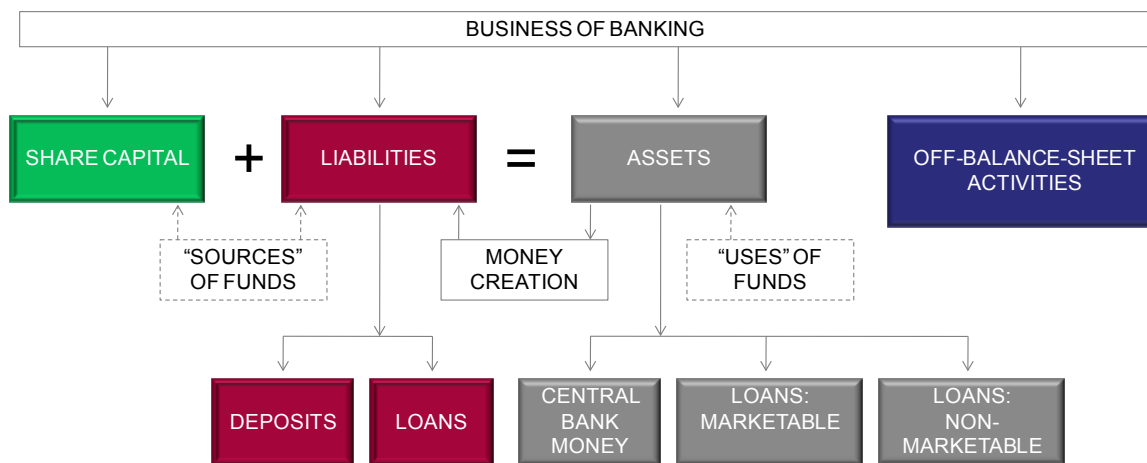 BUSINESS OF BANKING
SHARE CAPITAL
+
LIABILITIES
=
ASSETS
OFF-BALANCE-SHEET
ACTIVITIES
“SOURCES”
OF FUNDS
MONEY
CREATION
“USES” OF
FUNDS
DEPOSITS
LOANS
CENTRAL
BANK
MONEY
LOANS:
MARKETABLE
LOANS:
NON-
MARKETABLE